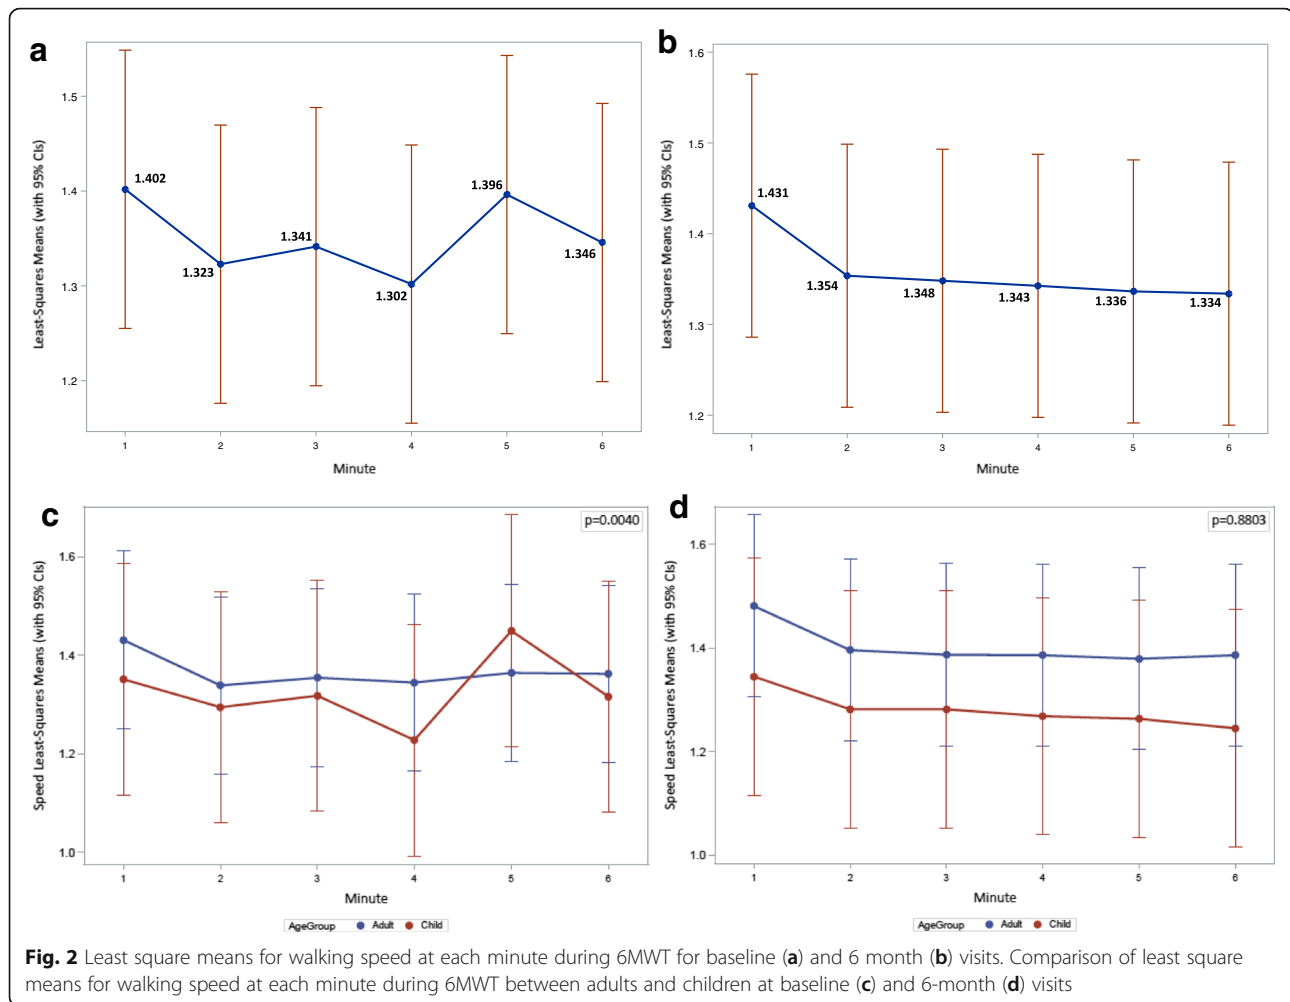 a
Least-Squares Means (with 95% CIs)
1.5
1.4
1.3
1.2
1.402
1.323
1.341
1.302
1.396
1.346
1 2 3 4 5 6
Minute
b
Least-Squares Means (with 95% CIs)
1.6
1.5
1.4
1.3
1.2
1.431
1.354
1.348
1.343
1.336
1.334
1 2 3 4 5 6
Minute
c
p=0.0040
Speed Least-Squares Means (with 95% CIs)
1.6
1.4
1.2
1.0
1 2 3 4 5 6
Minute
AgeGroup Adult Child
d
p=0.8803
Speed Least-Squares Means (with 95% CIs)
1.6
1.4
1.2
1.0
1 2 3 4 5 6
Minute
AgeGroup Adult Child
Fig. 2 Least square means for walking speed at each minute during 6MWT for baseline (a) and 6 month (b) visits. Comparison of least square
means for walking speed at each minute during 6MWT between adults and children at baseline (c) and 6-month (d) visits